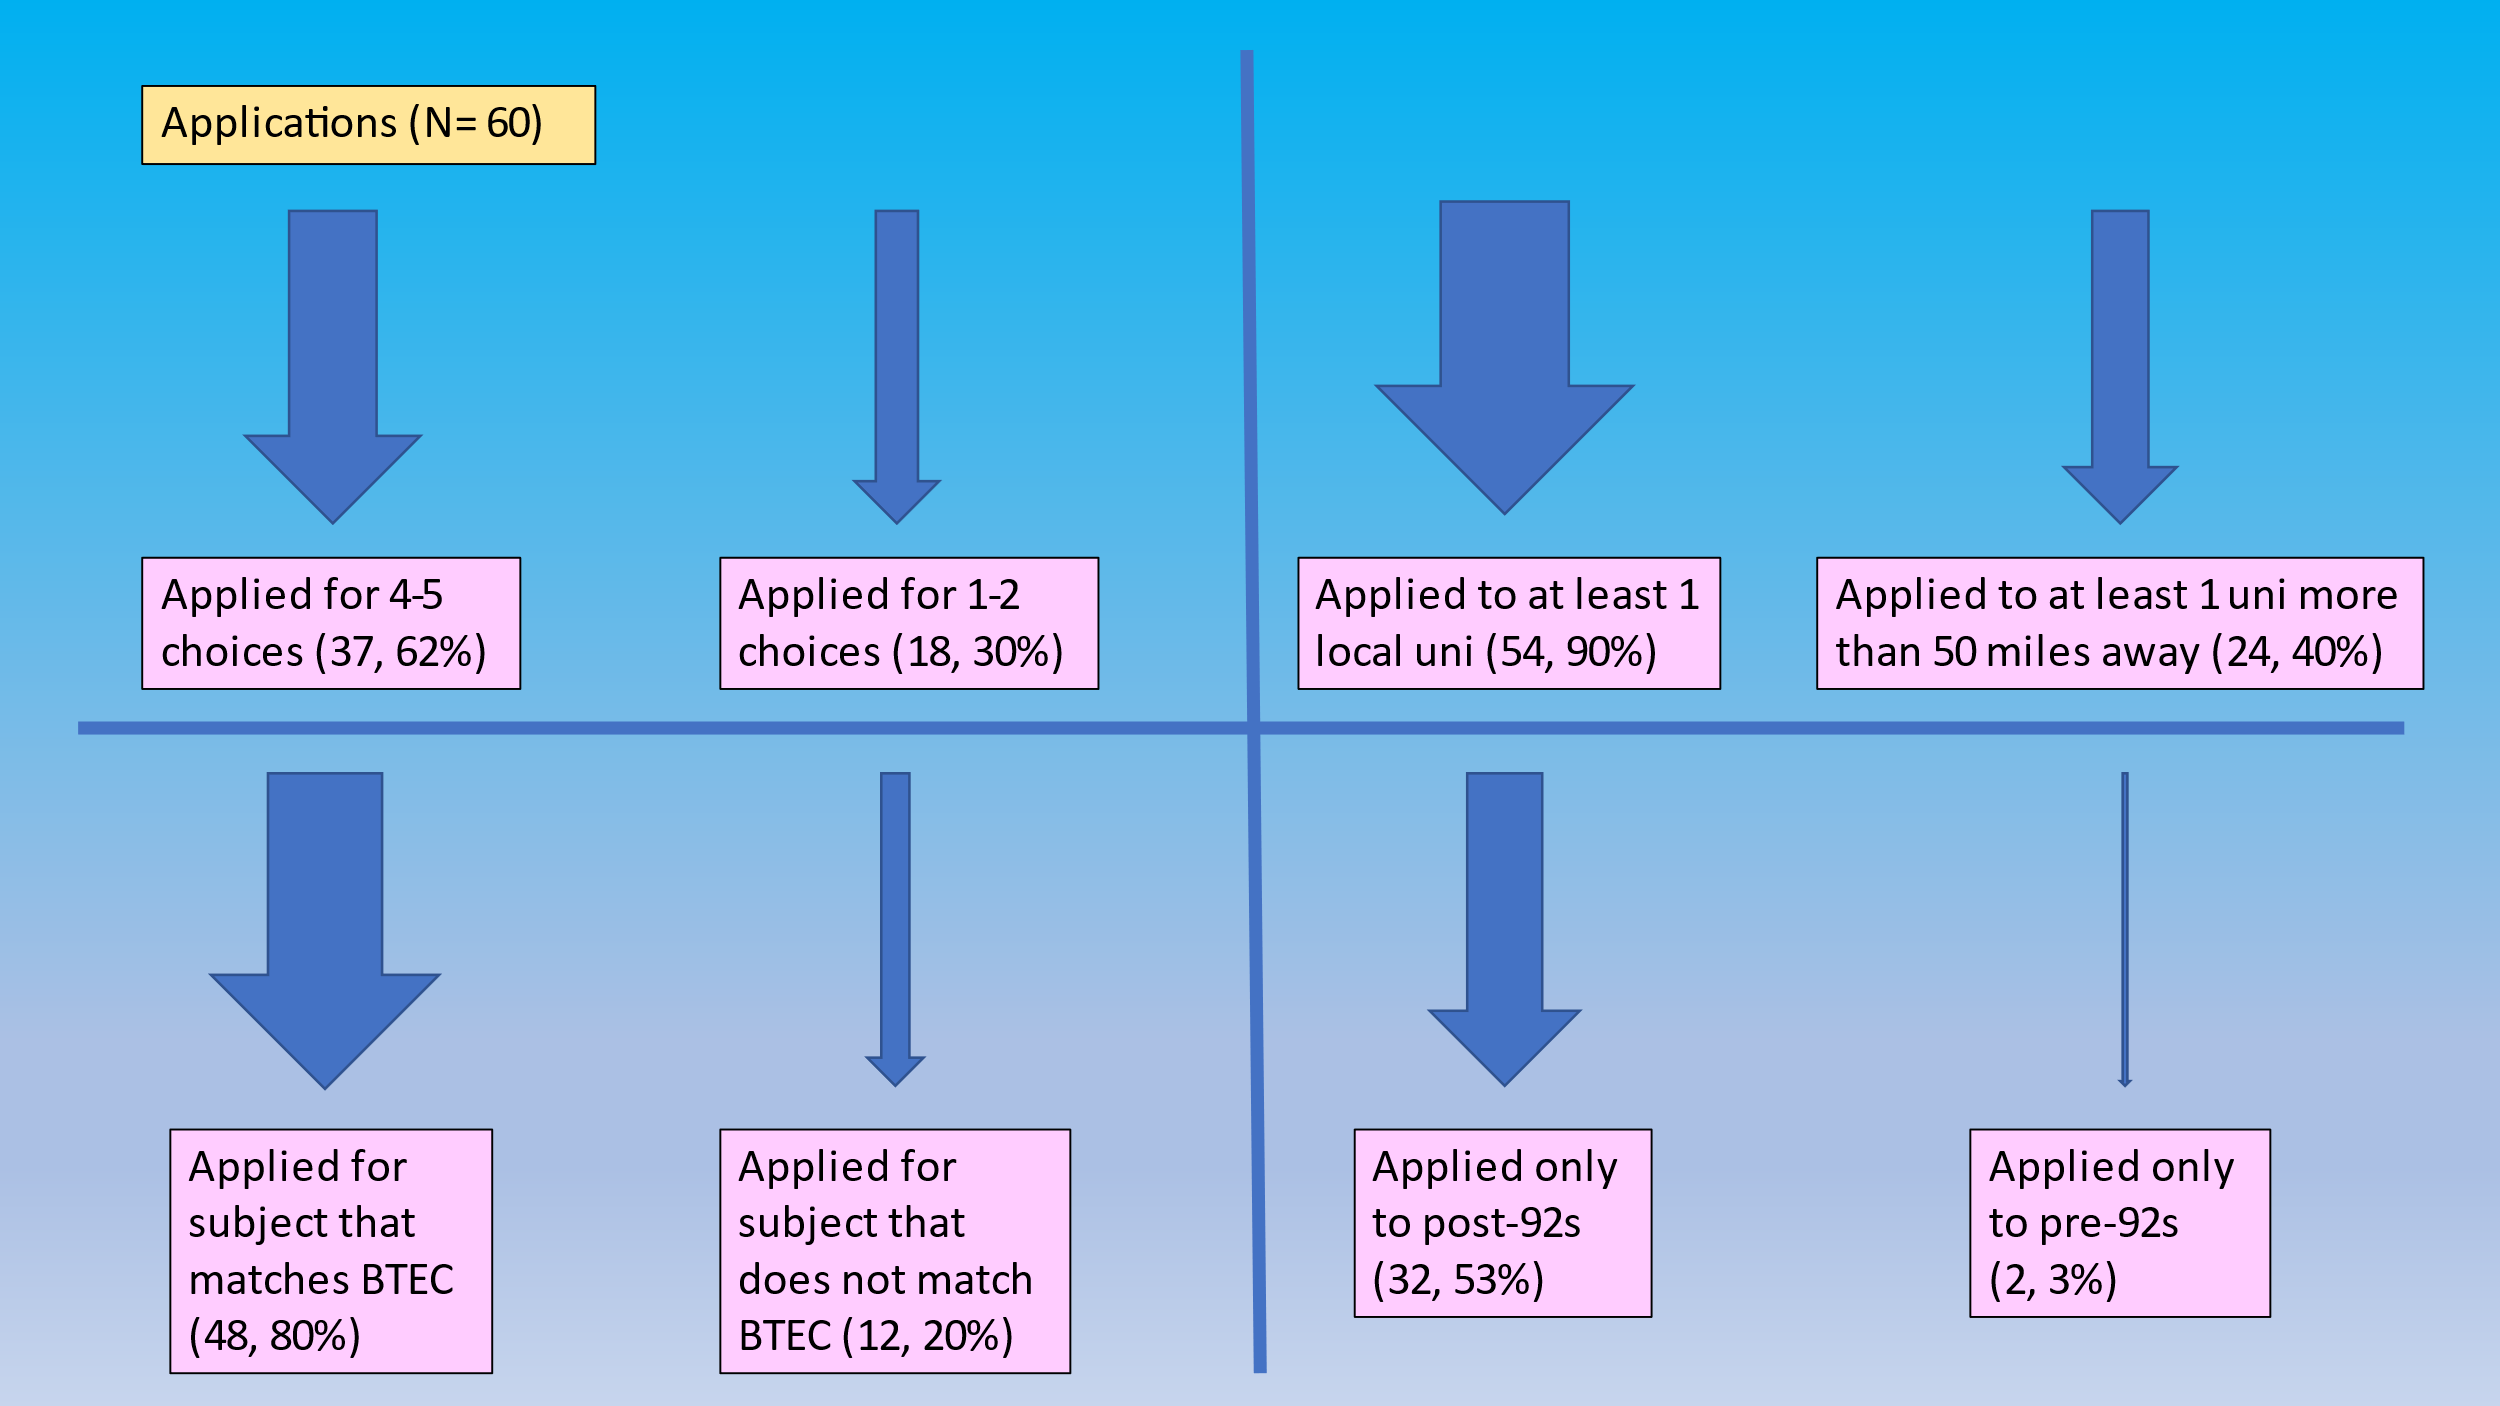 Applications (N= 60)
Applied for 4-5
choices (37, 62%)
Applied for 1-2
choices (18, 30%)
Applied to at least 1
local uni (54, 90%)
Applied to at least 1 uni more
than 50 miles away (24, 40%)
Applied for
subject that
matches BTEC
(48, 80%)
Applied for
subject that
does not match
BTEC (12, 20%)
Applied only
to post-92s
(32, 53%)
Applied only
to pre-92s
(2, 3%)